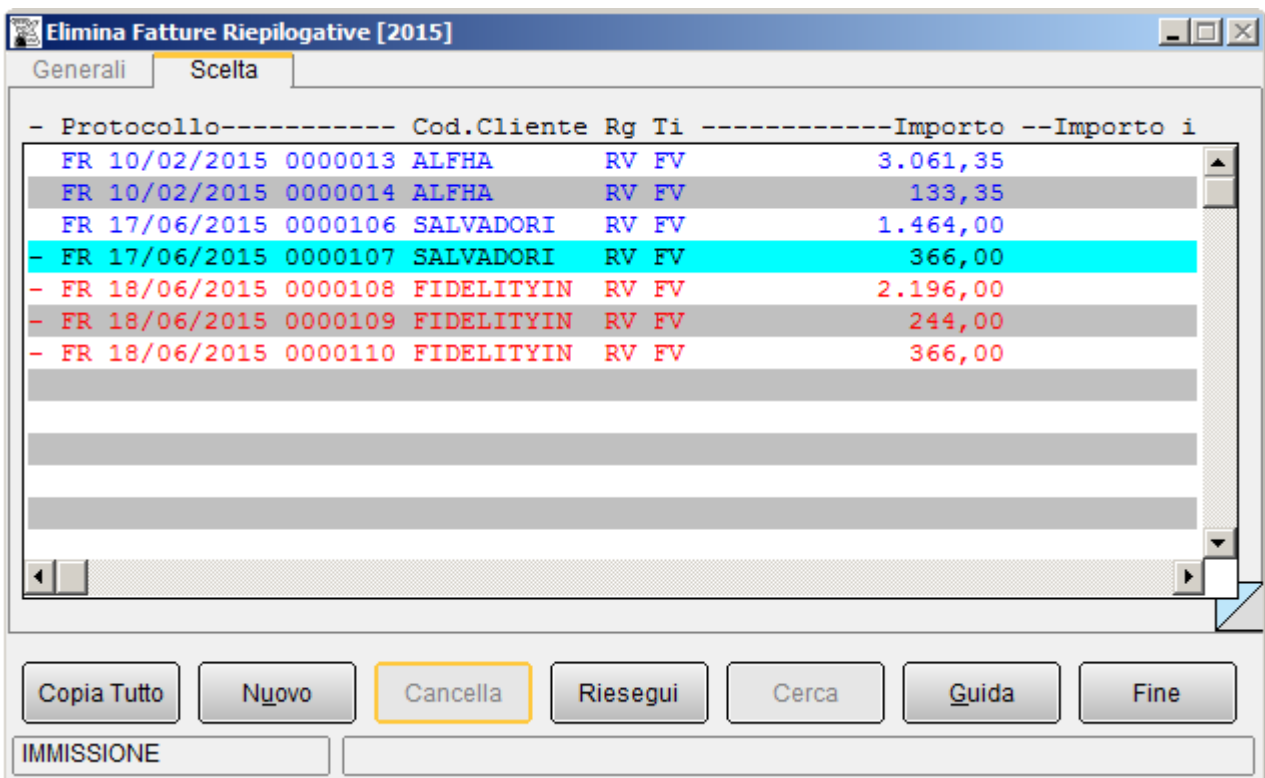 Elimina Fatture Riepilogative [2015]
Generali Scelta
- Protocollo----------- Cod.Cliente Rg Ti ------------Importo --Importo i
FR 10/02/2015 0000013 ALFHA RV FV 3.061,35
FR 10/02/2015 0000014 ALFHA RV FV 133,35
FR 17/06/2015 0000106 SALVADORI RV FV 1.464,00
- FR 17/06/2015 0000107 SALVADORI RV FV 366,00
- FR 18/06/2015 0000108 FIDELITYIN RV FV 2.196,00
- FR 18/06/2015 0000109 FIDELITYIN RV FV 244,00
- FR 18/06/2015 0000110 FIDELITYIN RV FV 366,00
Copia Tutto Nuovo Cancella Riesegui Cerca Guida Fine
IMMISSIONE